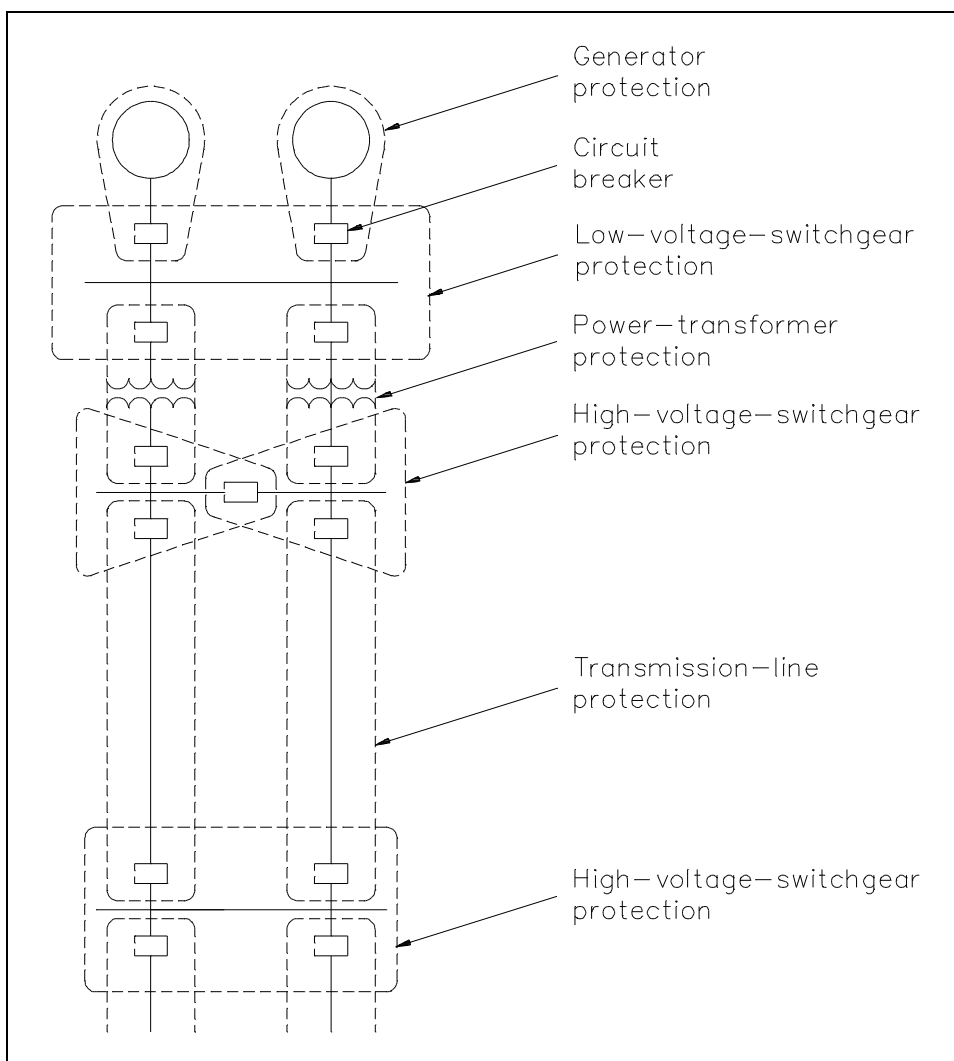 Generator
protection
Circuit
breaker
Low-voltage-switchgear
protection
Power-transformer
protection
High-voltage-switchgear
protection
Transmission-line
protection
High-voltage-switchgear
protection